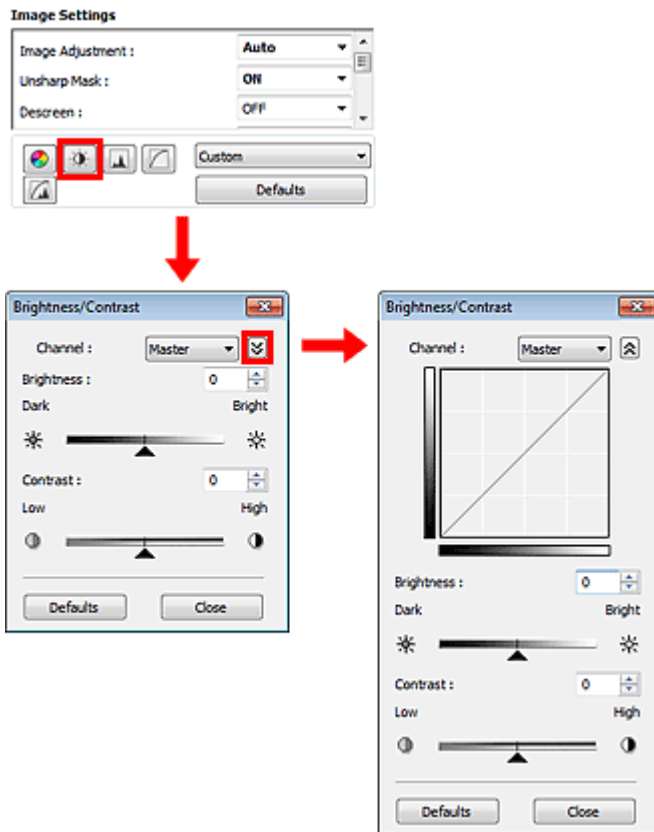 Image Settings
Image Adjustment : Auto
Unsharp Mask : ON
Descreen : OFF
Custom
Defaults
Brightness/Contrast
Channel : Master
Brightness : 0
Dark Bright
Contrast : 0
Low High
Defaults Close
Brightness/Contrast
Channel : Master
Brightness : 0
Dark Bright
Contrast : 0
Low High
Defaults Close